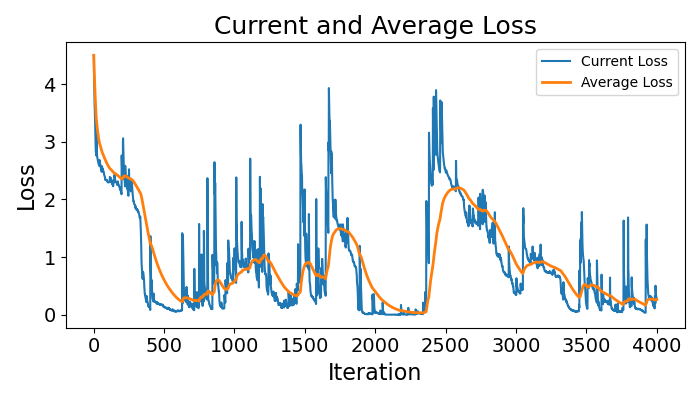 Current and Average Loss
Current Loss
Average Loss
Loss
4
3
2
1
0
0 500 1000 1500 2000 2500 3000 3500 4000
Iteration